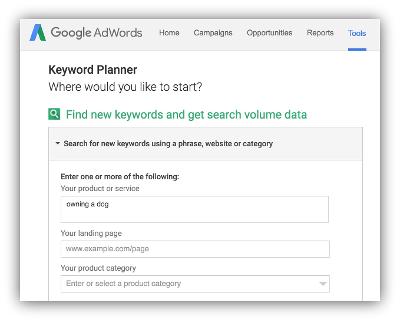 Google AdWords Home Campaigns Opportunities Reports Tools
Keyword Planner
Where would you like to start?
Find new keywords and get search volume data
Search for new keywords using a phrase, website or category
Enter one or more of the following:
Your product or service
owning a dog
Your landing page
www.example.com/page
Your product category
Enter or select a product category